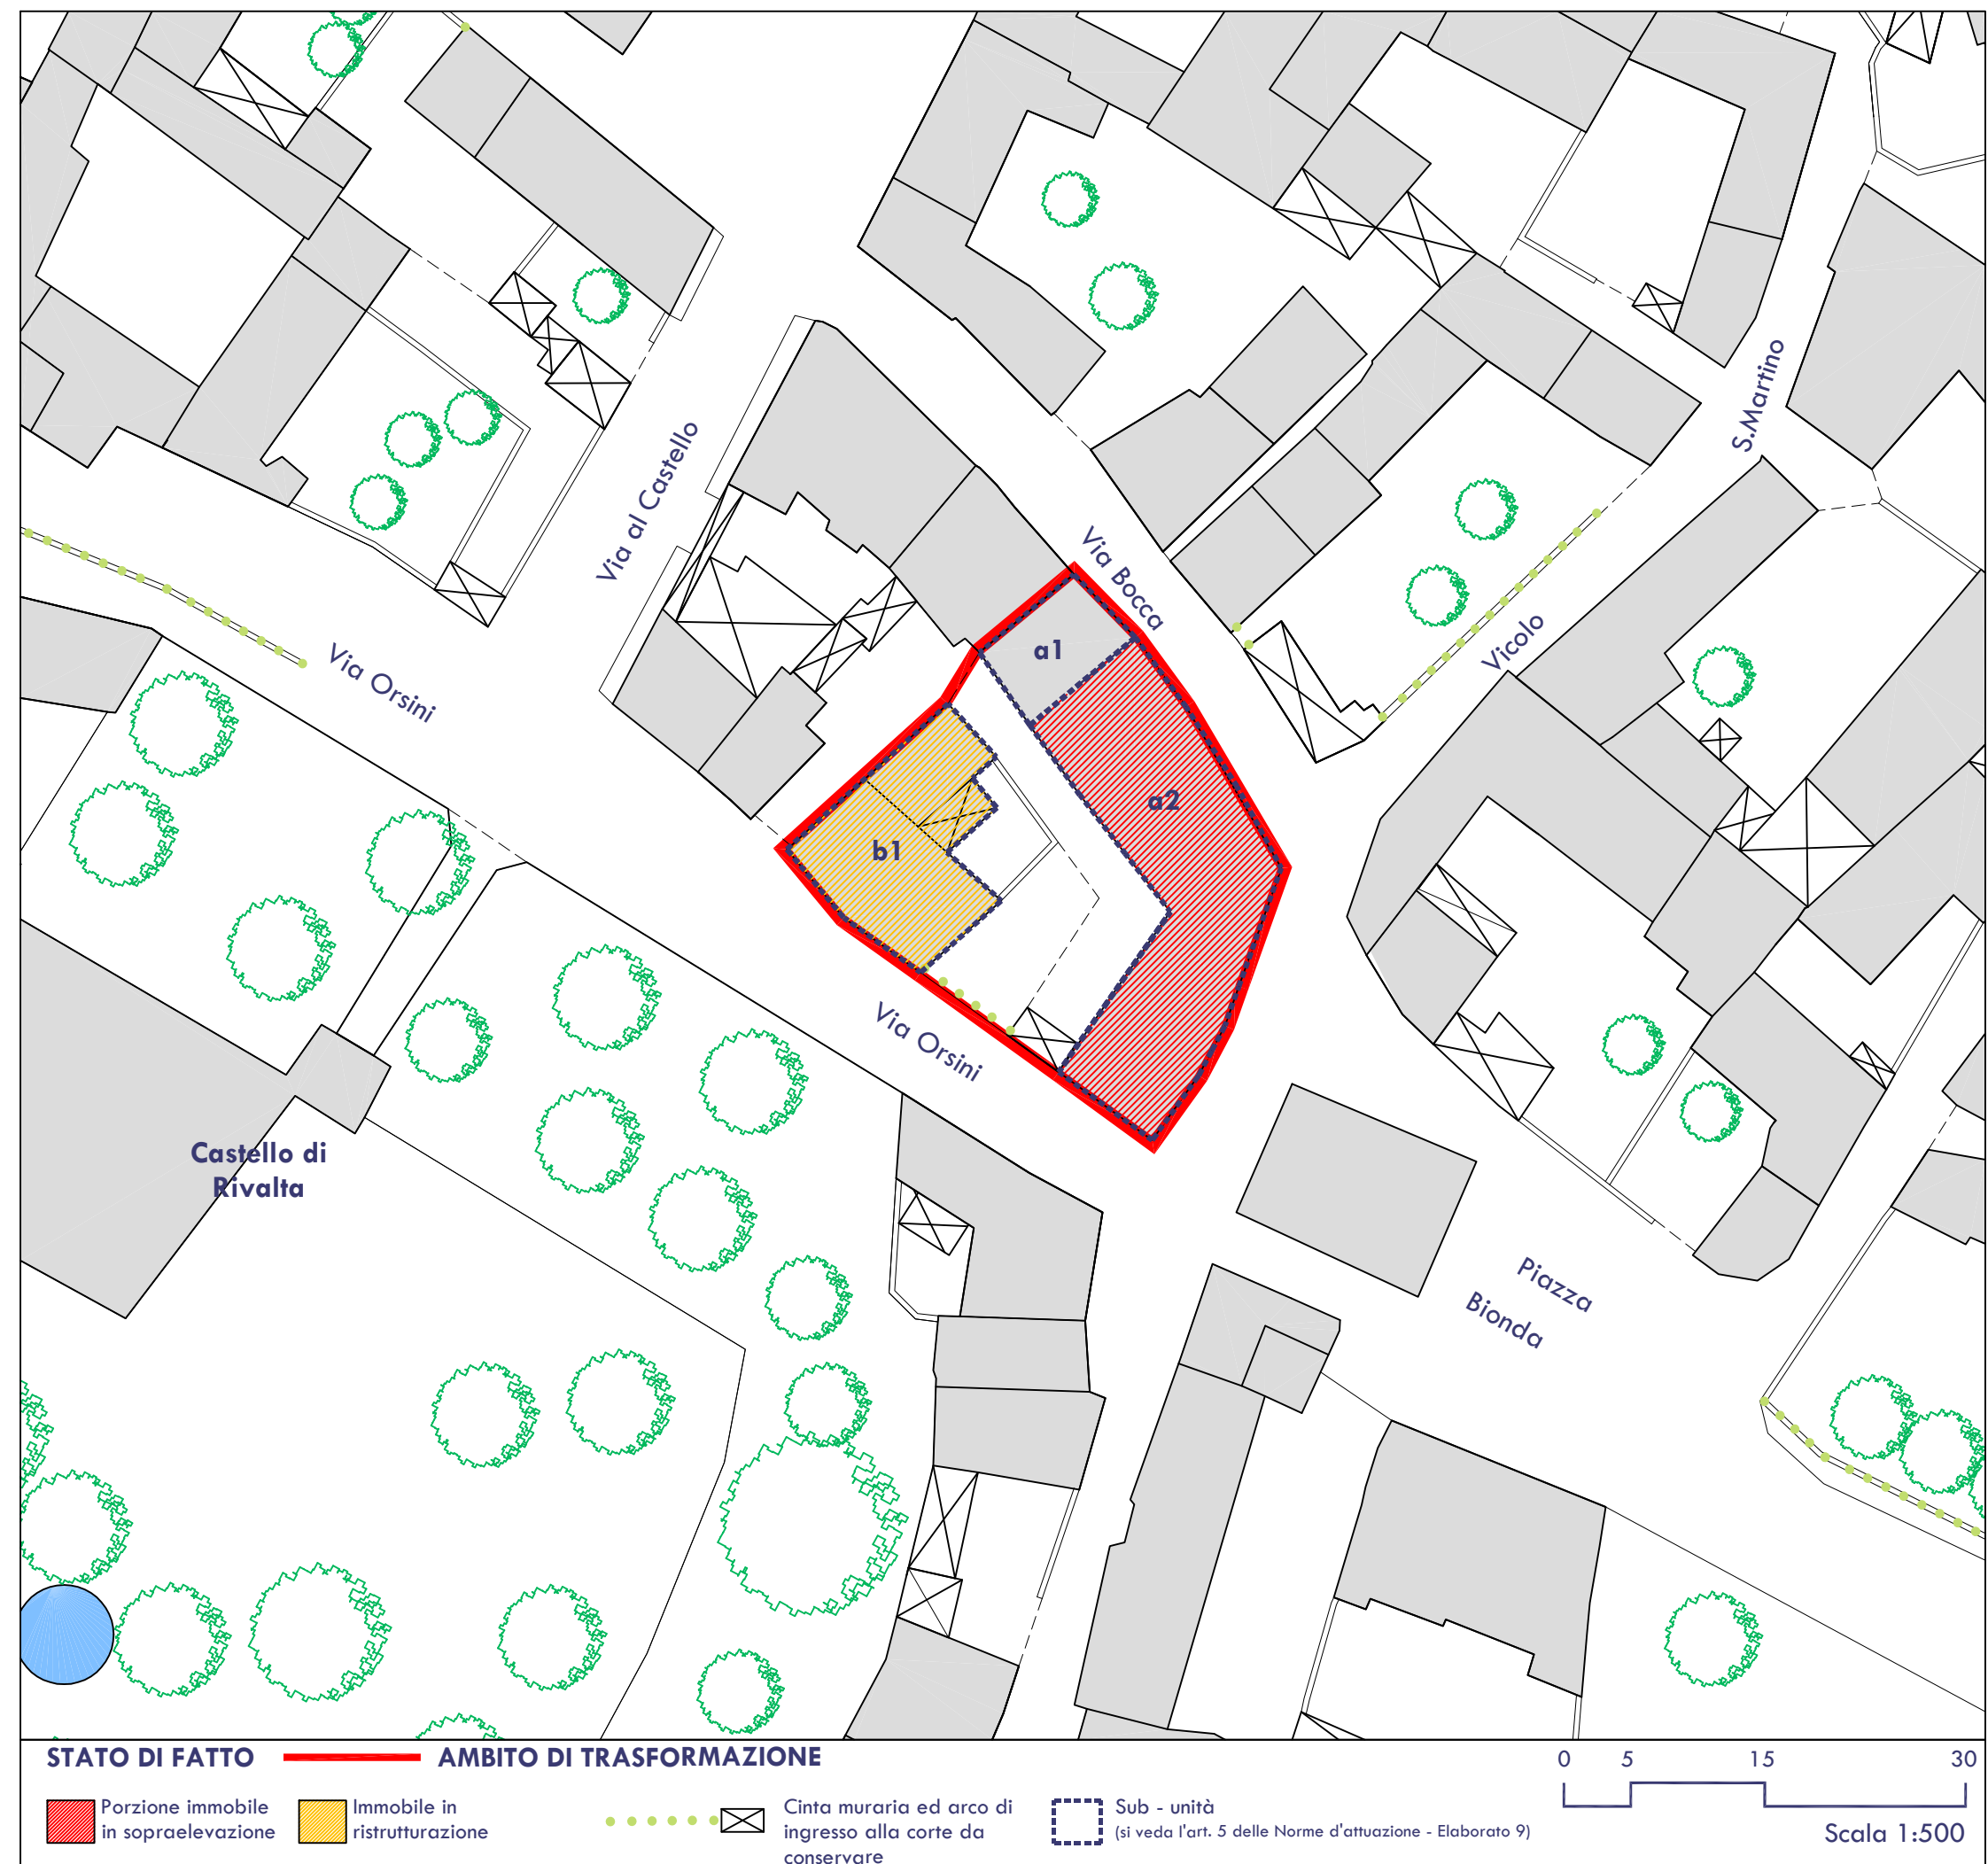 S.Martino
Via al Castello
Via Bocca
a1
Vicolo
Via Orsini
a2
b1
Via Orsini
Castello di
Rivalta
Piazza
Bionda
STATO DI FATTO
AMBITO DI TRASFORMAZIONE
0 5 15 30
Porzione immobile
in sopraelevazione
Immobile in
ristrutturazione
Cinta muraria ed arco di
ingresso alla corte da
conservare
Sub - unità
(si veda l'art. 5 delle Norme d'attuazione - Elaborato 9)
Scala 1:500